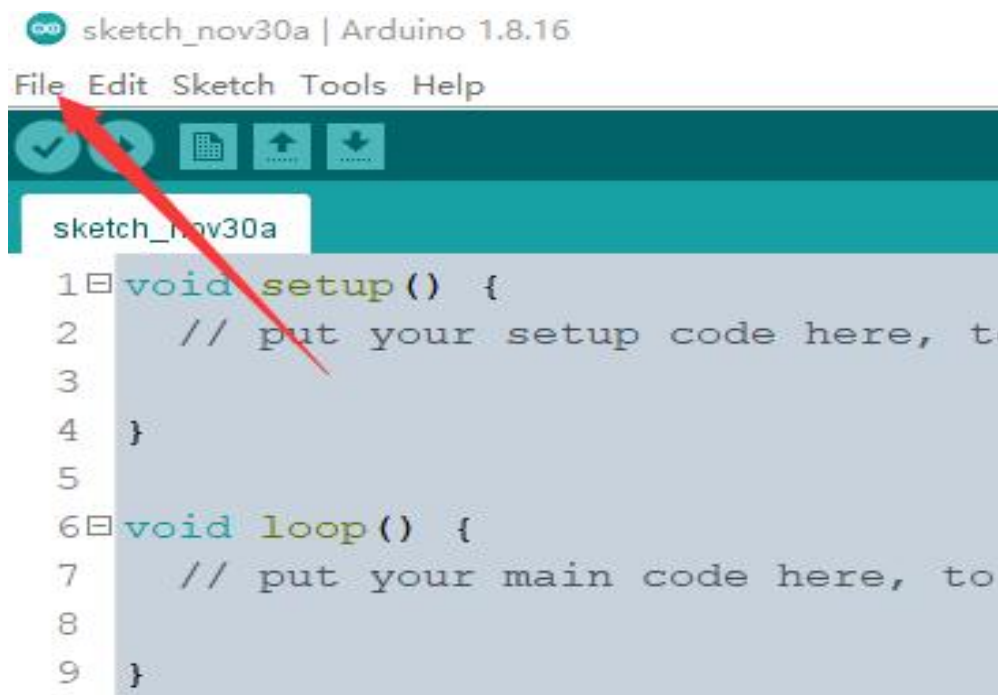 sketch_nov30a | Arduino 1.8.16
File Edit Sketch Tools Help
sketch_nov30a
1 void setup() {
2 // put your setup code here, t
3
4 }
5
6 void loop() {
7 // put your main code here, to
8
9 }